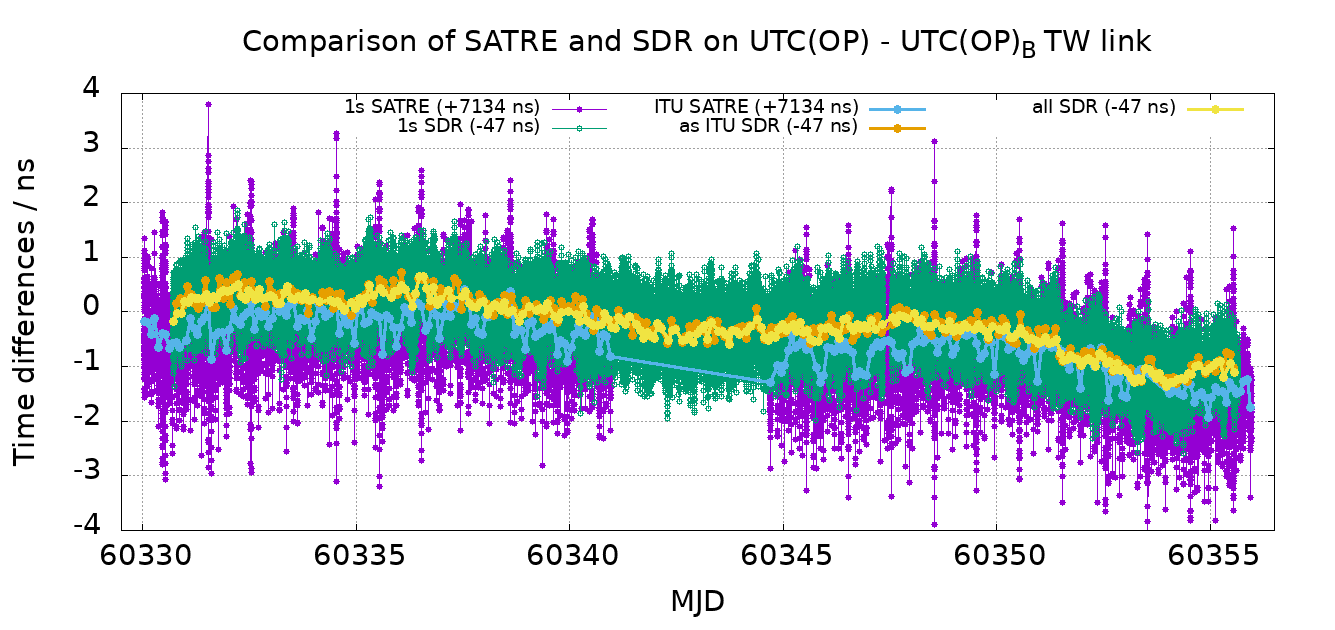 Comparison of SATRE and SDR on UTC(OP) - UTC(OP)B TW link
1s SATRE (+7134 ns)
1s SDR (-47 ns)
ITU SATRE (+7134 ns)
as ITU SDR (-47 ns)
all SDR (-47 ns)
Time differences / ns
4
3
2
1
0
-1
-2
-3
-4
60330
60335
60340
60345
60350
60355
MJD